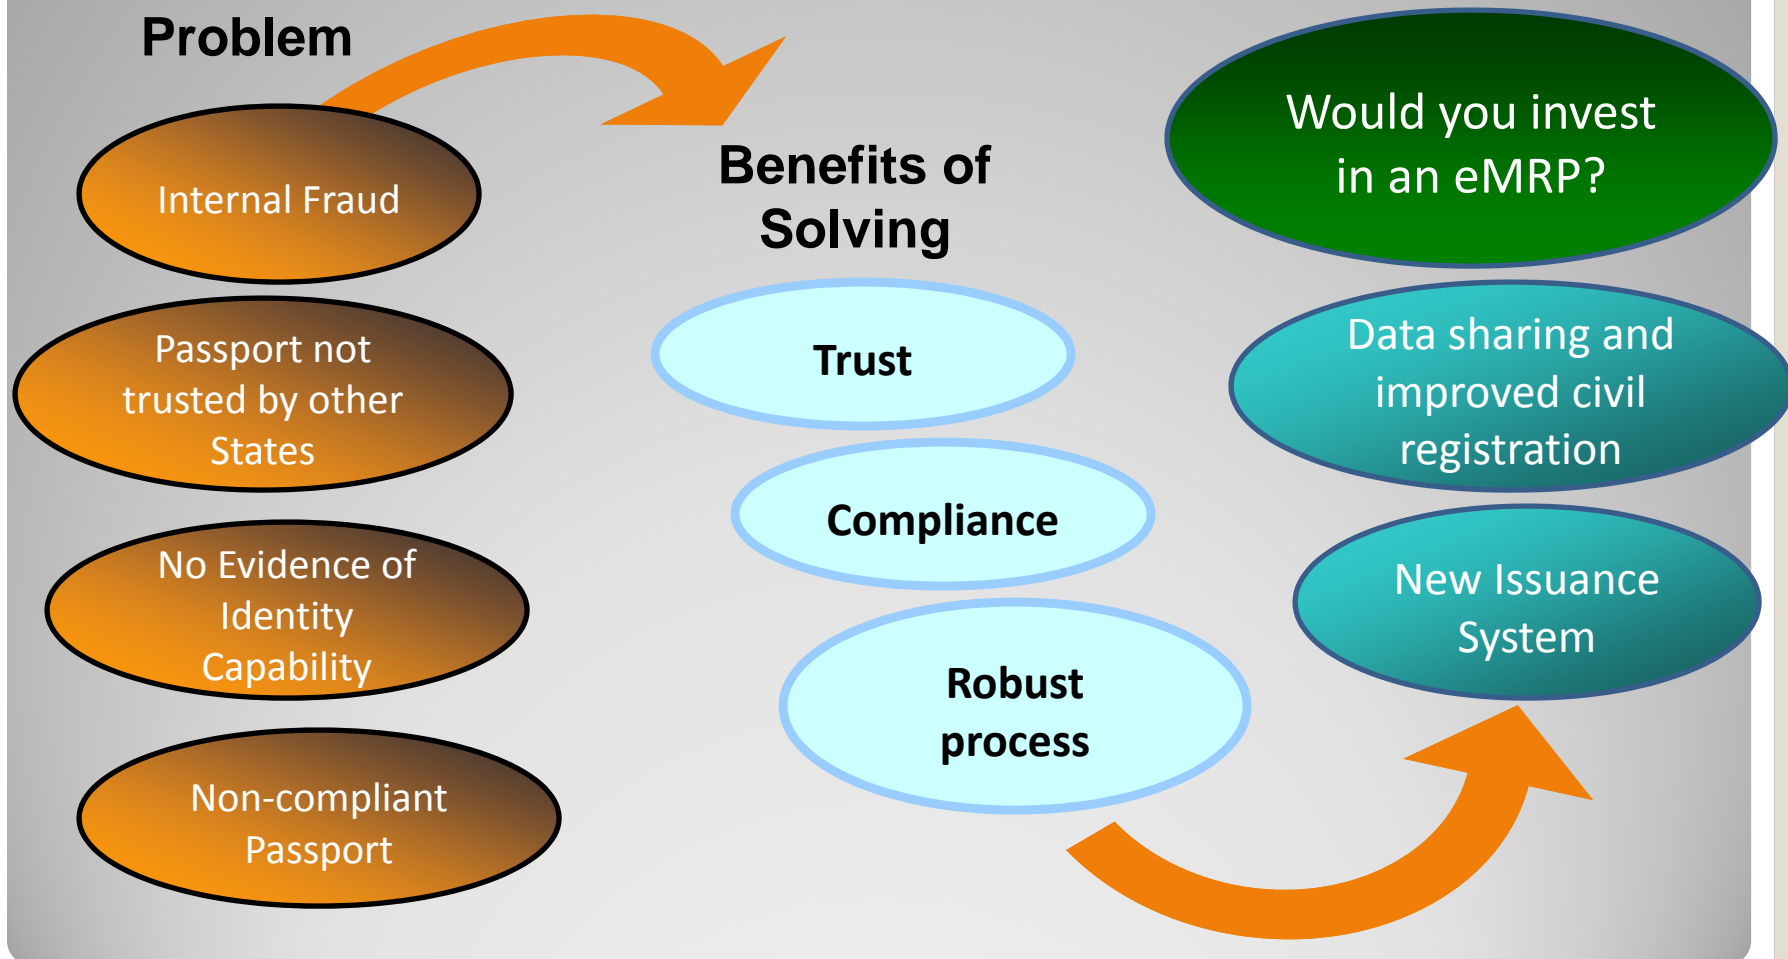 Problem
Internal Fraud
Passport not
trusted by other
States
No Evidence of
Identity
Capability
Non-compliant
Passport
Benefits of
Solving
Trust
Compliance
Robust
process
Would you invest
in an eMRP?
Data sharing and
improved civil
registration
New Issuance
System